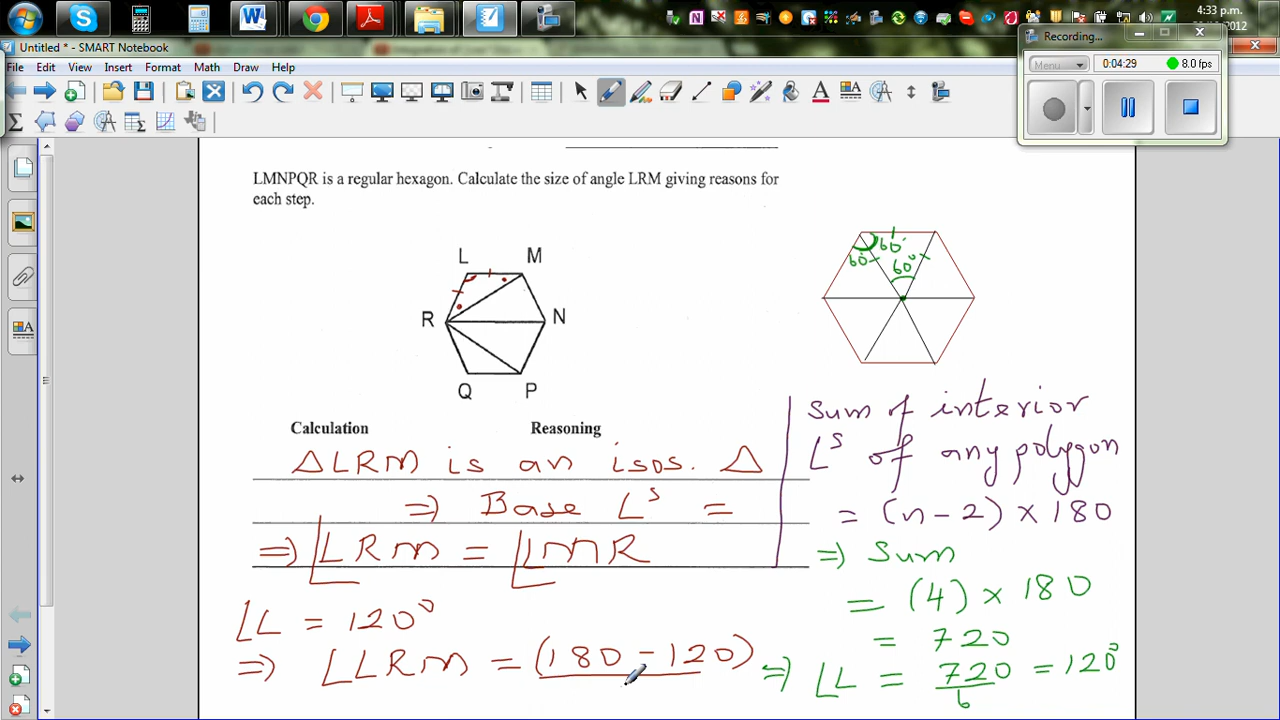 4:33 p.m.
Untitled * - SMART Notebook
Recording...
File Edit View Insert Format Math Draw Help
Menu 0:04:29 8.0 fps
LMNPQR is a regular hexagon. Calculate the size of angle LRM giving reasons for
each step.
L M
R N
Q P
60° 60°
60°
Calculation Reasoning
ΔLRM is an isos. Δ
⇒ Base ∠s =
⇒ ∠LRM = ∠LMR
∠L = 120°
⇒ ∠LRM = (180 - 120)
Sum of interior
∠s of any polygon
= (n - 2) × 180
⇒ Sum
= (4) × 180
= 720
⇒ ∠L = 720/6 = 120°